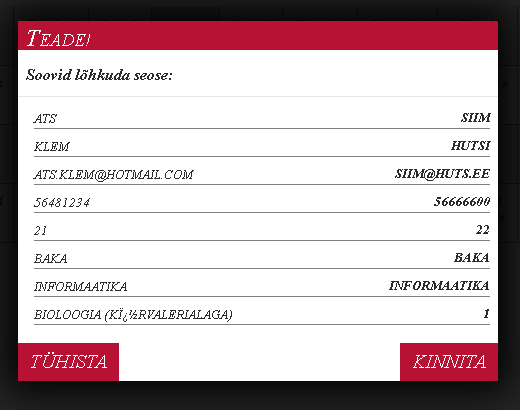 TEADE!
Soovid lõhkuda seose:
ATS SIIM
KLEM HUTSI
ATS.KLEM@HOTMAIL.COM SIIM@HUTS.EE
56481234 56666600
21 22
BAKA BAKA
INFORMAATIKA INFORMAATIKA
BIOLOOGIA (KÏ¿½RVALERIALAGA) 1
TÜHISTA KINNITA